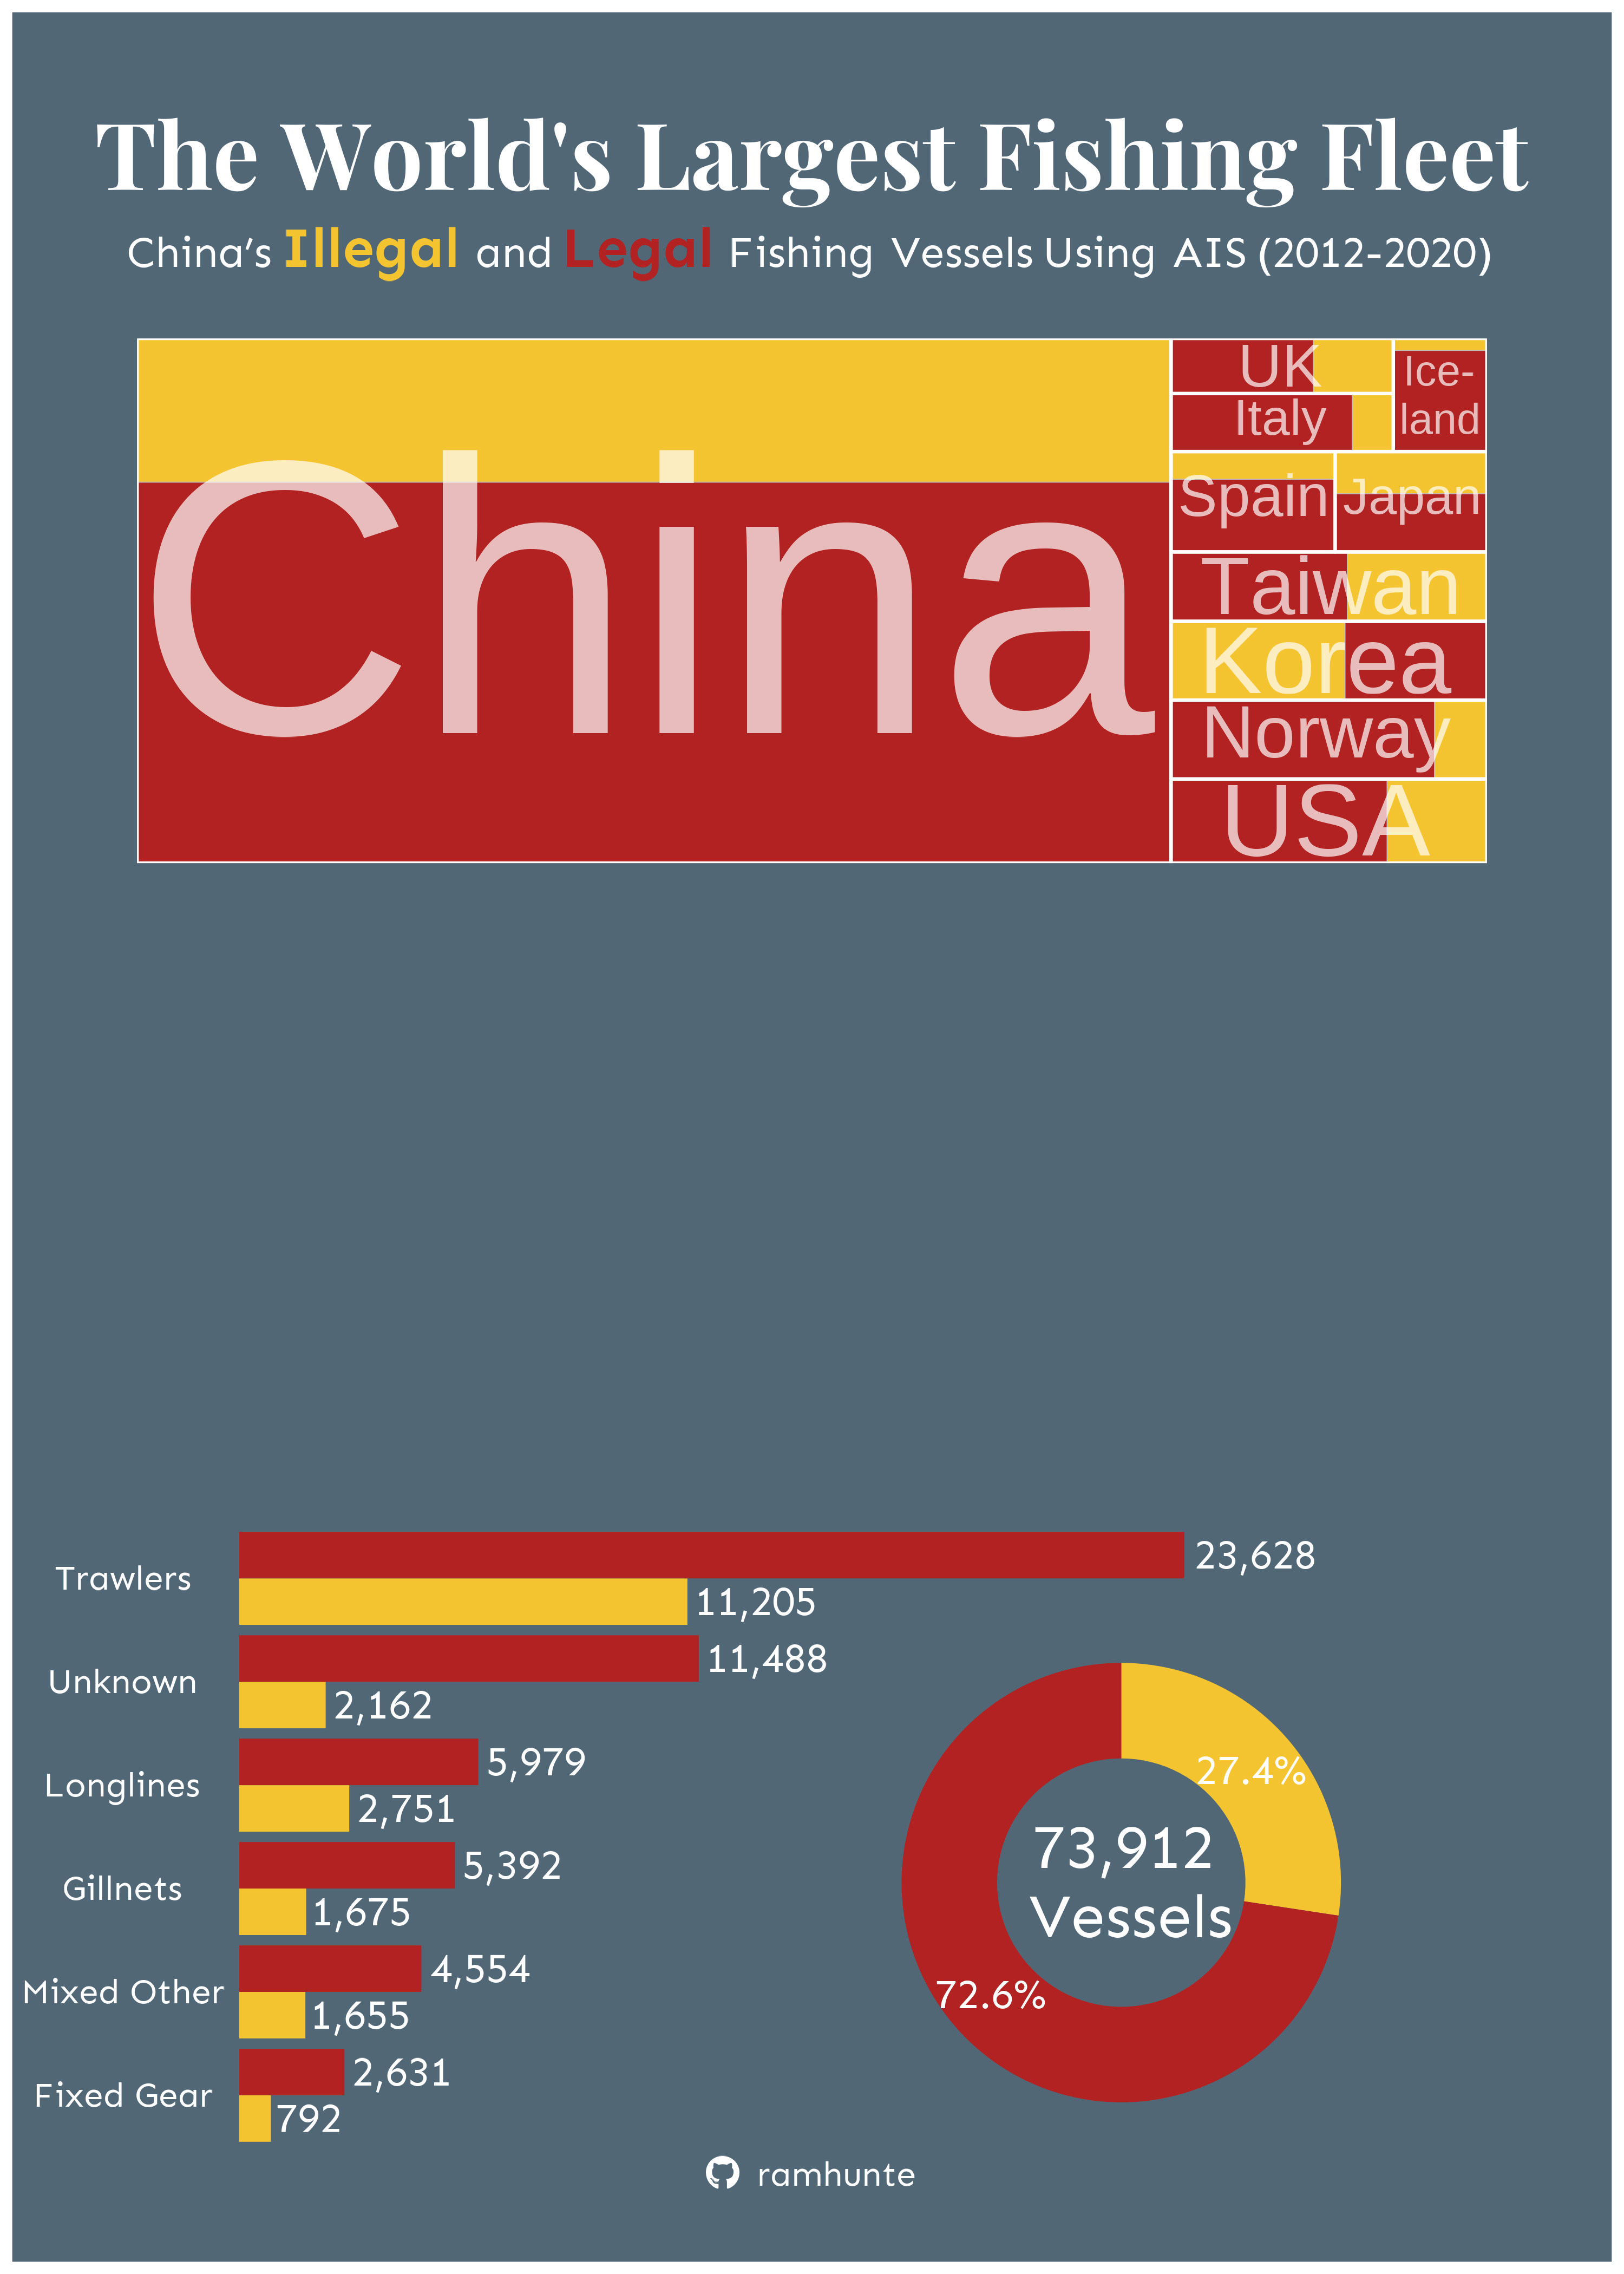 The World's Largest Fishing Fleet
China’s Illegal and Legal Fishing Vessels Using AIS (2012-2020)
China
UK
Ice-
land
Italy
Spain
Japan
Taiwan
Korea
Norway
USA
Trawlers
23,628
11,205
Unknown
11,488
2,162
Longlines
5,979
2,751
Gillnets
5,392
1,675
Mixed Other
4,554
1,655
Fixed Gear
2,631
792
27.4%
73,912
Vessels
72.6%
ramhunte